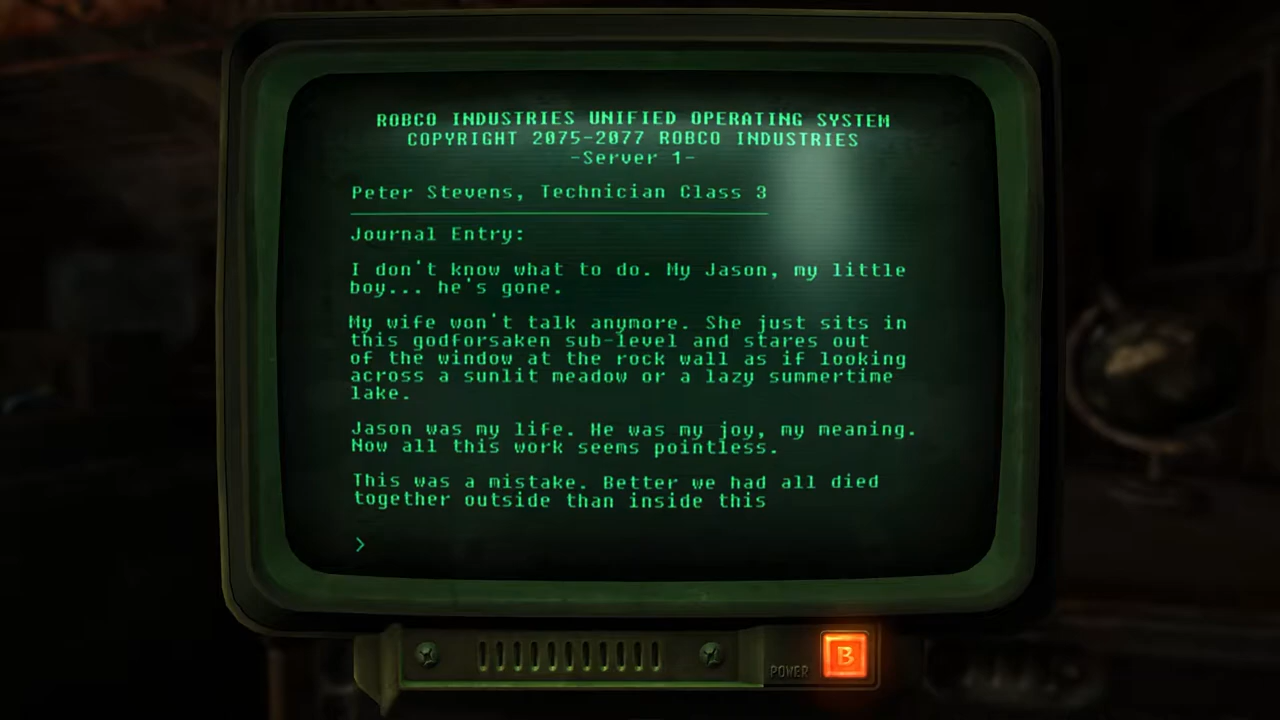 ROBCO INDUSTRIES UNIFIED OPERATING SYSTEM
COPYRIGHT 2075-2077 ROBCO INDUSTRIES
-Server 1-
Peter Stevens, Technician Class 3
Journal Entry:
I don't know what to do. My Jason, my little
boy... he's gone.
My wife won't talk anymore. She just sits in
this godforsaken sub-level and stares out
of the window at the rock wall as if looking
across a sunlit meadow or a lazy summertime
lake.
Jason was my life. He was my joy, my meaning.
Now all this work seems pointless.
This was a mistake. Better we had all died
together outside than inside this
>
POWER B